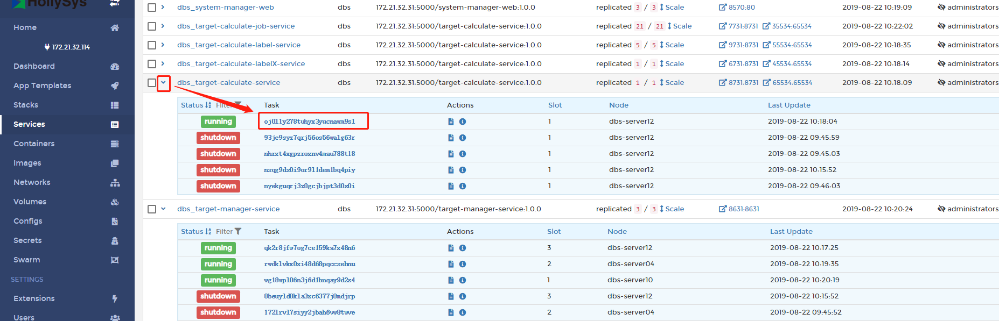 HollySys
Home
172.21.32.114
Dashboard
App Templates
Stacks
Services
Containers
Images
Networks
Volumes
Configs
Secrets
Swarm
SETTINGS
Extensions
Users
dbs_system-manager-web dbs 172.21.32.31:5000/system-manager-web:1.0.0 replicated 3 / 3 Scale 8570:80 2019-08-22 10:19:09 administrators
dbs_target-calculate-job-service dbs 172.21.32.31:5000/target-calculate-service:1.0.0 replicated 21 / 21 Scale 7731:8731 35534:65534 2019-08-22 10:22:02 administrators
dbs_target-calculate-label-service dbs 172.21.32.31:5000/target-calculate-service:1.0.0 replicated 5 / 5 Scale 9731:8731 55534:65534 2019-08-22 10:18:35 administrators
dbs_target-calculate-labelX-service dbs 172.21.32.31:5000/target-calculate-service:1.0.0 replicated 1 / 1 Scale 6731:8731 45534:65534 2019-08-22 10:18:14 administrators
dbs_target-calculate-service dbs 172.21.32.31:5000/target-calculate-service:1.0.0 replicated 1 / 1 Scale 8731:8731 65534:65534 2019-08-22 10:18:09 administrators
Status Filter Task Actions Slot Node Last Update
running oj0l1y278tuhyx3yucnawm9sl 1 dbs-server12 2019-08-22 10:18:04
shutdown 93je9syz7qrj56os56walg63r 1 dbs-server12 2019-08-22 09:45:59
shutdown nhrxt4xgpzroxnv4mau788t18 1 dbs-server12 2019-08-22 09:45:03
shutdown nsqg9ds0i9or9l1dem1bq4piy 1 dbs-server12 2019-08-22 10:15:52
shutdown nyekguqrj3z0gcjbjpt3d0s0i 1 dbs-server12 2019-08-22 09:46:03
dbs_target-manager-service dbs 172.21.32.31:5000/target-manager-service:1.0.0 replicated 3 / 3 Scale 8631:8631 2019-08-22 10:20:24 administrators
Status Filter Task Actions Slot Node Last Update
running qk2r8jfw7og7ce159ka7x48n6 3 dbs-server12 2019-08-22 10:17:25
running rwdklvkx0xi48d68pqccsehnu 2 dbs-server04 2019-08-22 10:19:35
running wg18wpl06n3j6d1bnqay9d2s4 1 dbs-server10 2019-08-22 10:20:19
shutdown 0beuyld8kla3xc6377j0mdjrp 3 dbs-server12 2019-08-22 10:15:52
shutdown 172lrvl7siyy2jbah6vw8twve 2 dbs-server04 2019-08-22 09:45:52